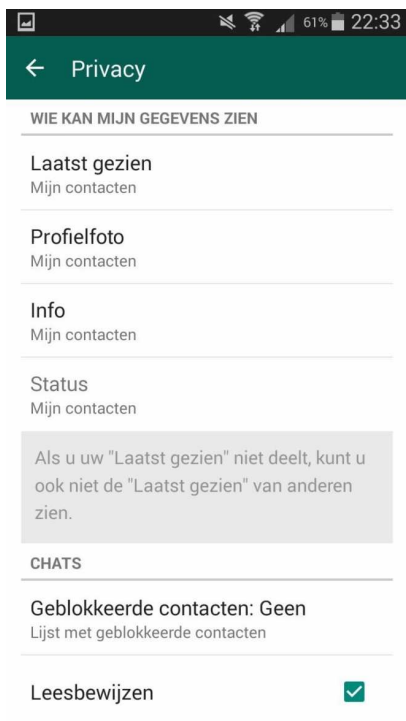 61% 22:33
Privacy
WIE KAN MIJN GEGEVENS ZIEN
Laatst gezien
Mijn contacten
Profielfoto
Mijn contacten
Info
Mijn contacten
Status
Mijn contacten
Als u uw "Laatst gezien" niet deelt, kunt u
ook niet de "Laatst gezien" van anderen
zien.
CHATS
Geblokkeerde contacten: Geen
Lijst met geblokkeerde contacten
Leesbewijzen